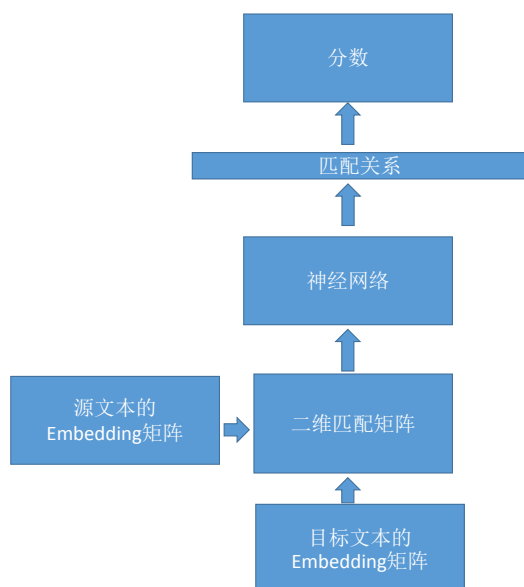 分数
匹配关系
神经网络
源文本的
Embedding矩阵
二维匹配矩阵
目标文本的
Embedding矩阵